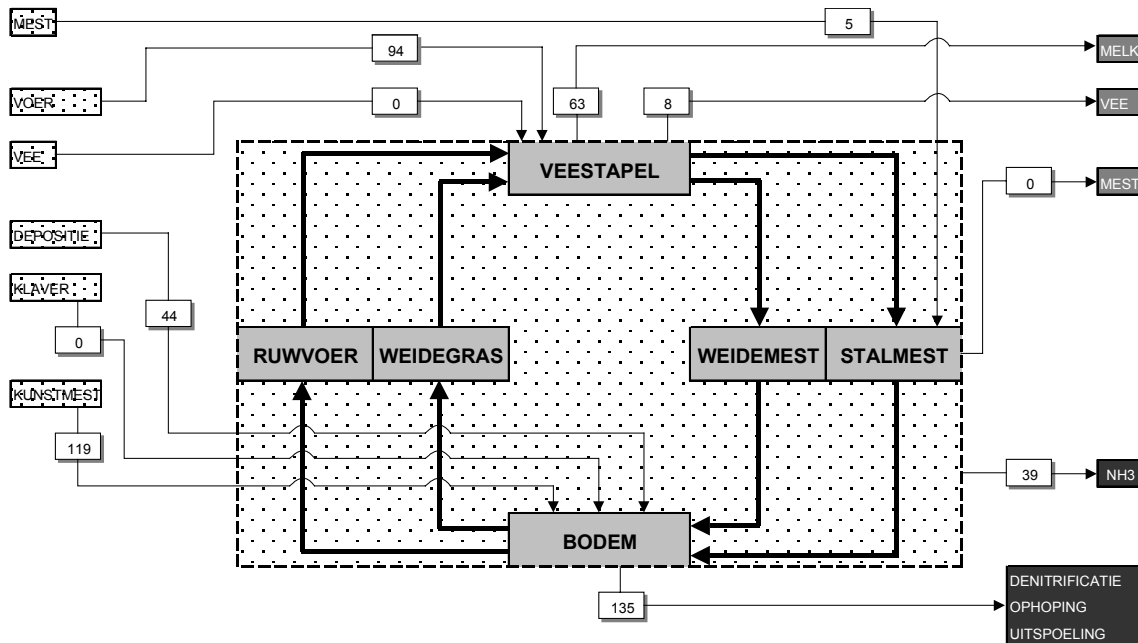 MEST
5
94
MELK
VOER
0
63
8
VEE
VEE
VEESTAPEL
0
MEST
DEPOSITIE
KLAVER
44
0
RUWVOER
WEIDEGRAS
WEIDEMEST
STALMEST
KUNSTMEST
119
39
NH3
BODEM
135
DENITRIFICATIE
OPHOPING
UITSPOELING